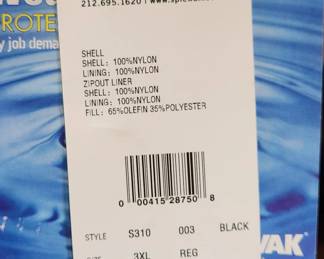 212.695.1620
ROTE
y job dema
SHELL
SHELL: 100%NYLON
LINING: 100%NYLON
ZIPOUT LINER
SHELL: 100%NYLON
LINING: 100%NYLON
FILL: 65%OLEFIN 35%POLYESTER
0 00415 28750 8
STYLE S310 003 BLACK
VAK
3XL REG